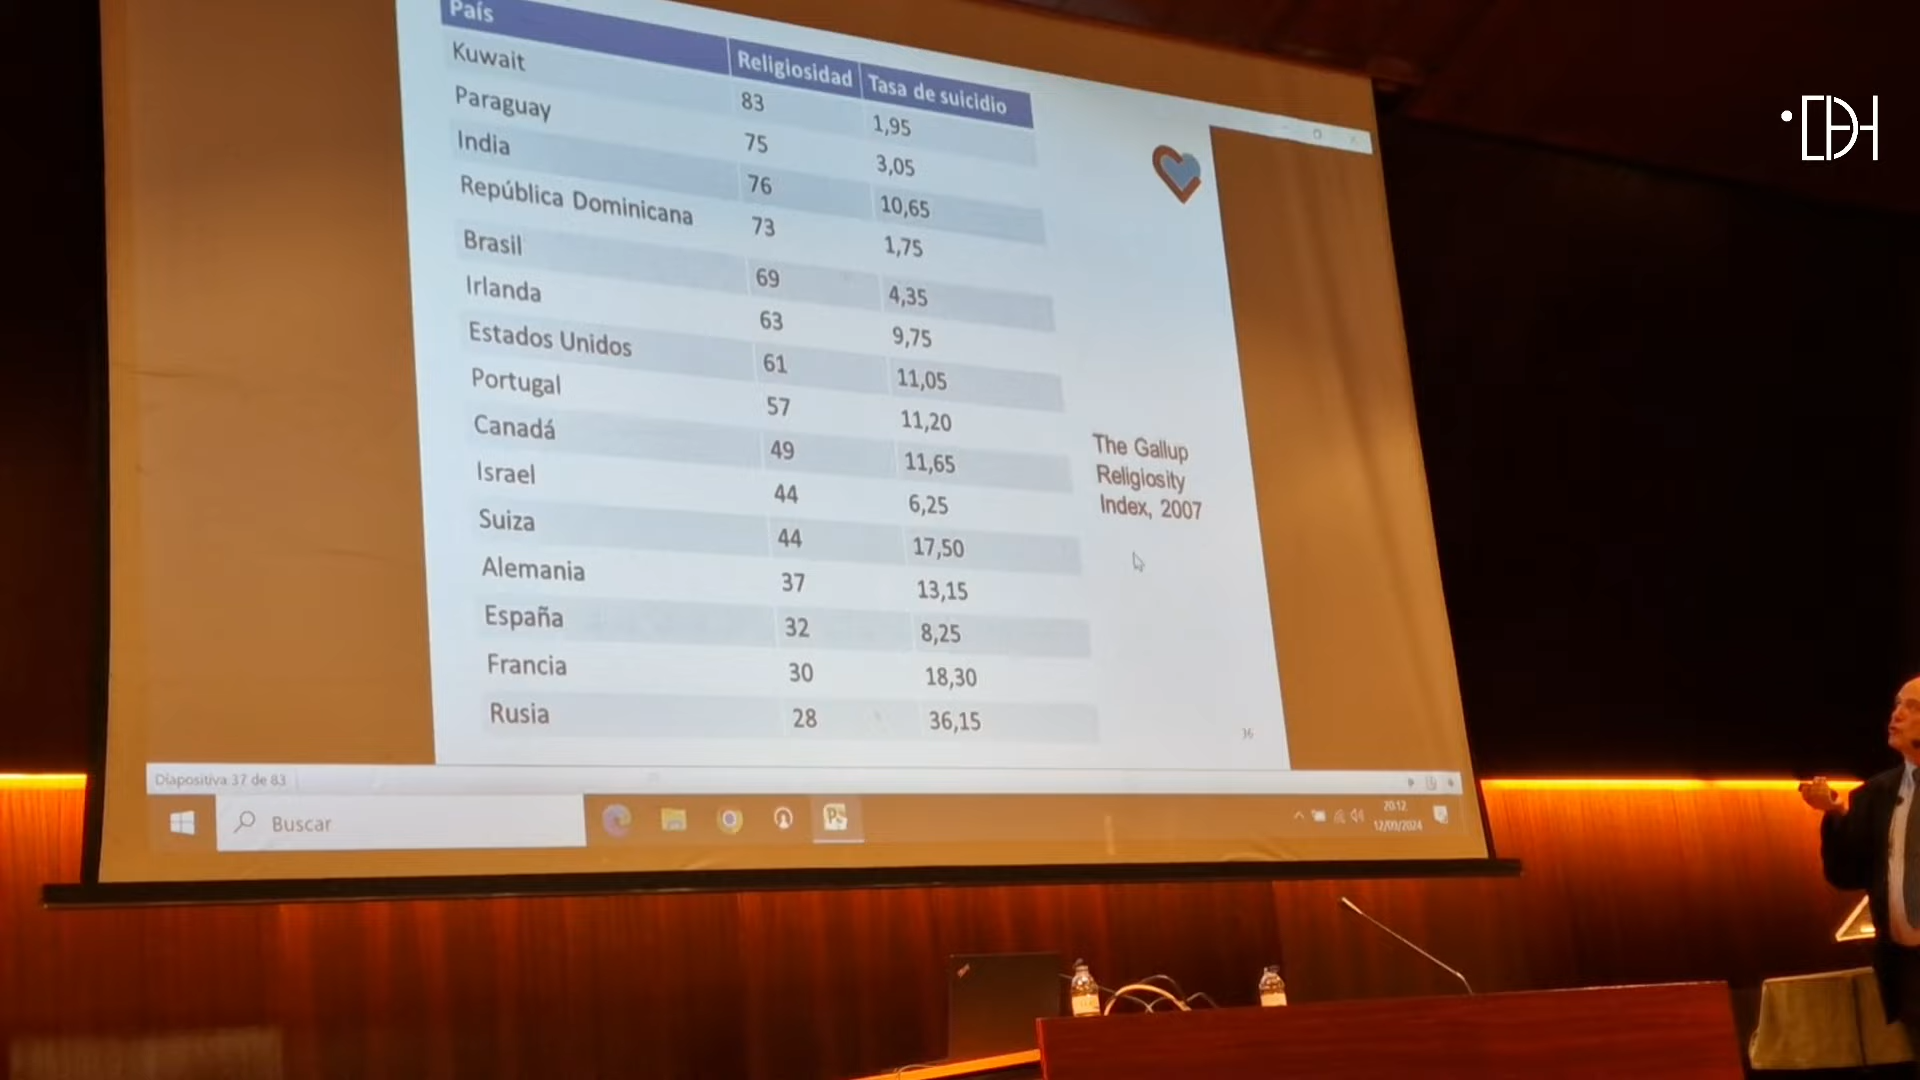 País Religiosidad Tasa de suicidio
Kuwait 83 1,95
Paraguay 75 3,05
India 76 10,65
República Dominicana 73 1,75
Brasil 69 4,35
Irlanda 63 9,75
Estados Unidos 61 11,05
Portugal 57 11,20
Canadá 49 11,65
Israel 44 6,25
Suiza 44 17,50
Alemania 37 13,15
España 32 8,25
Francia 30 18,30
Rusia 28 36,15
The Gallup
Religiosity
Index, 2007
36
Diapositiva 37 de 83
Buscar
20:12
12/09/2024